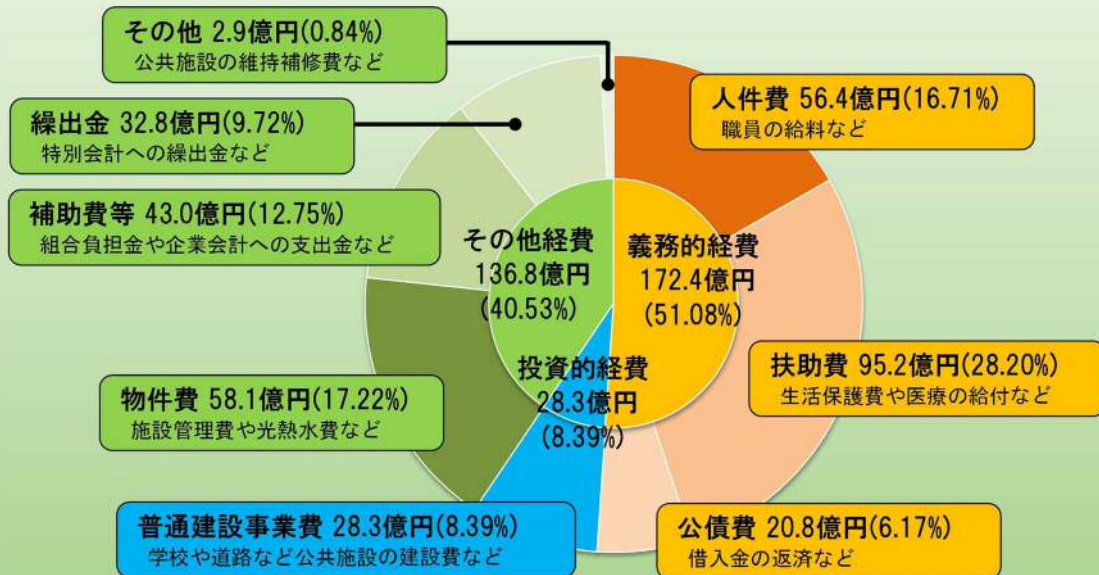 その他 2.9億円(0.84%)
公共施設の維持補修費など
繰出金 32.8億円(9.72%)
特別会計への繰出金など
補助費等 43.0億円(12.75%)
組合負担金や企業会計への支出金など
物件費 58.1億円(17.22%)
施設管理費や光熱水費など
普通建設事業費 28.3億円(8.39%)
学校や道路など公共施設の建設費など
その他経費
136.8億円
(40.53%)
義務的経費
172.4億円
(51.08%)
投資的経費
28.3億円
(8.39%)
人件費 56.4億円(16.71%)
職員の給料など
扶助費 95.2億円(28.20%)
生活保護費や医療の給付など
公債費 20.8億円(6.17%)
借入金の返済など